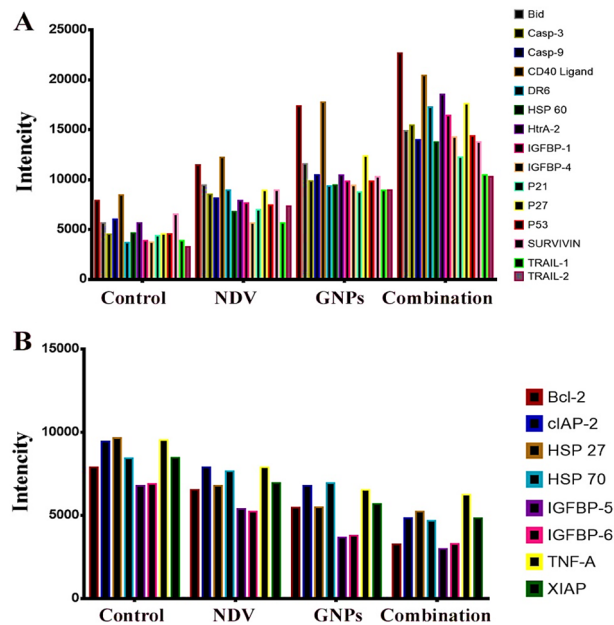 A
25000
20000
15000
10000
5000
0
Intencity
Control
NDV
GNPs
Combination
Bid
Casp-3
Casp-9
CD40 Ligand
DR6
HSP 60
HtrA-2
IGFBP-1
IGFBP-4
P21
P27
P53
SURVIVIN
TRAIL-1
TRAIL-2
B
15000
10000
5000
0
Intencity
Control
NDV
GNPs
Combination
Bcl-2
cIAP-2
HSP 27
HSP 70
IGFBP-5
IGFBP-6
TNF-A
XIAP